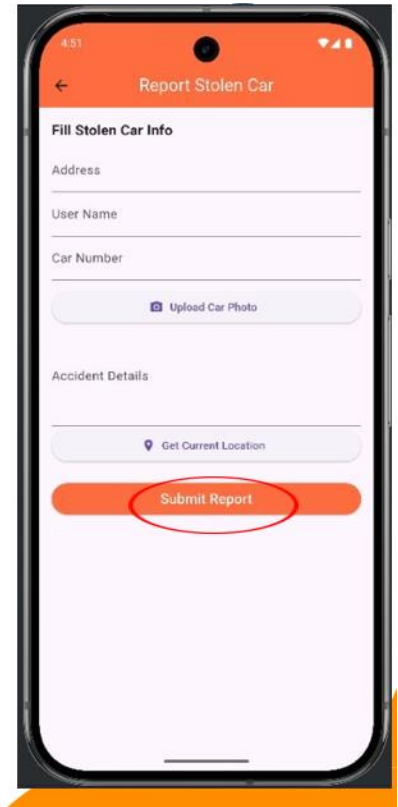 4:51
Report Stolen Car
Fill Stolen Car Info
Address
User Name
Car Number
Upload Car Photo
Accident Details
Get Current Location
Submit Report